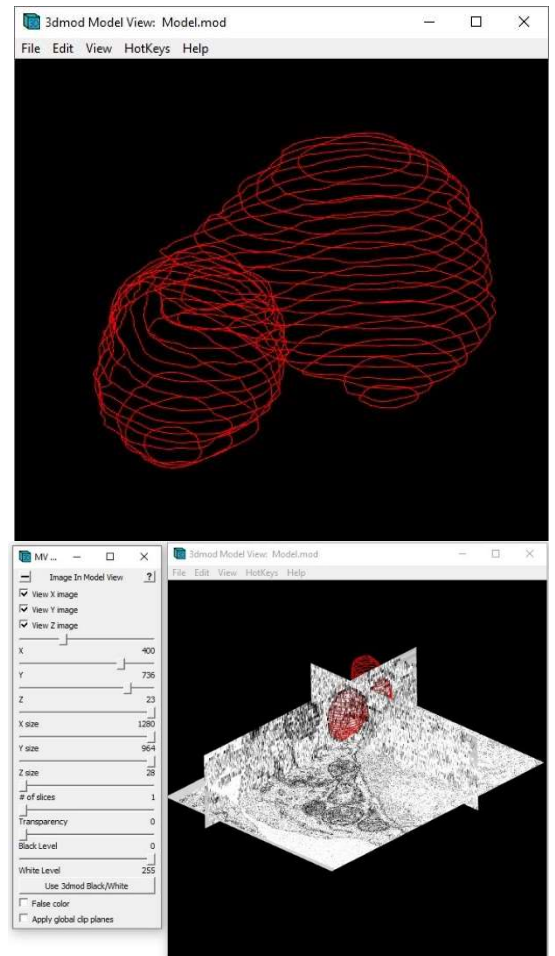 3dmod Model View: Model.mod
File Edit View HotKeys Help
MV ...
Image In Model View ?
View X image
View Y image
View Z image
X 400
Y 736
Z 23
X size 1280
Y size 964
Z size 28
# of slices 1
Transparency 0
Black Level 0
White Level 255
Use 3dmod Black/White
False color
Apply global clip planes
3dmod Model View: Model.mod
File Edit View HotKeys Help